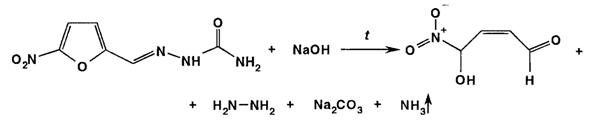 O₂N O N NH O NH₂ + NaOH t O⁻ O N⁺ OH H O +
+ H₂N–NH₂ + Na₂CO₃ + NH₃↑